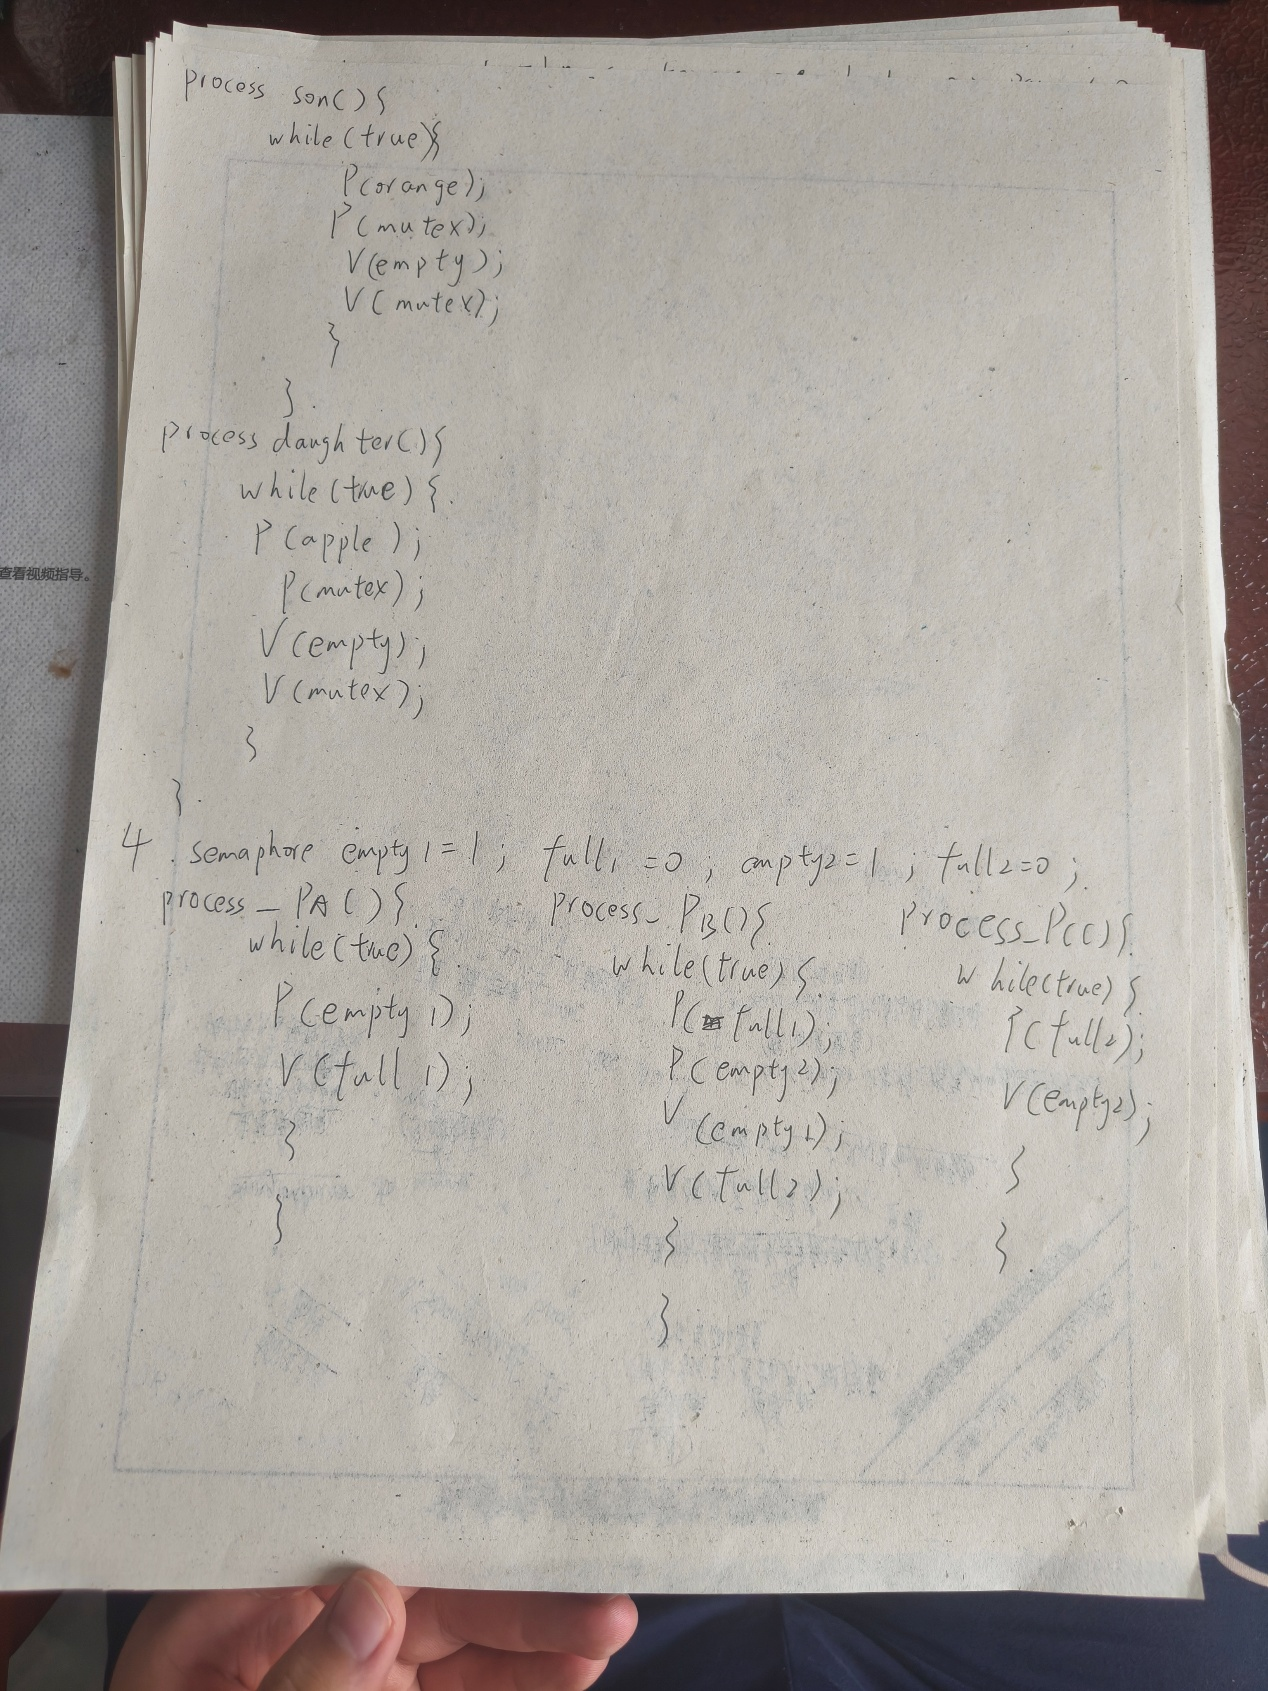 process son(){
while(true){
P(orange);
P(mutex);
V(empty);
V(mutex);
}
}
process daughter(){
while(true){
P(apple);
P(mutex);
V(empty);
V(mutex);
}
}
4. semaphore empty1=1; full1=0; empty2=1; full2=0;
process_PA(){
while(true){
P(empty1);
V(full1);
}
}
process_PB(){
while(true){
P(full1);
P(empty2);
V(empty1);
V(full2);
}
}
process_P(C){
while(true){
P(full2);
V(empty2);
}
}
查看视频指导。